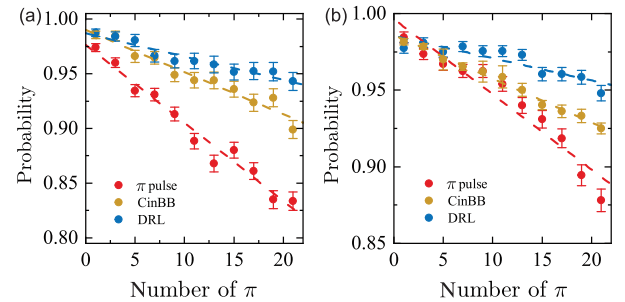 (a)
1.00
0.95
0.90
0.85
0.80
Probability
π pulse
CinBB
DRL
0 5 10 15 20
Number of π
(b)
1.00
0.95
0.90
0.85
Probability
π pulse
CinBB
DRL
0 5 10 15 20
Number of π